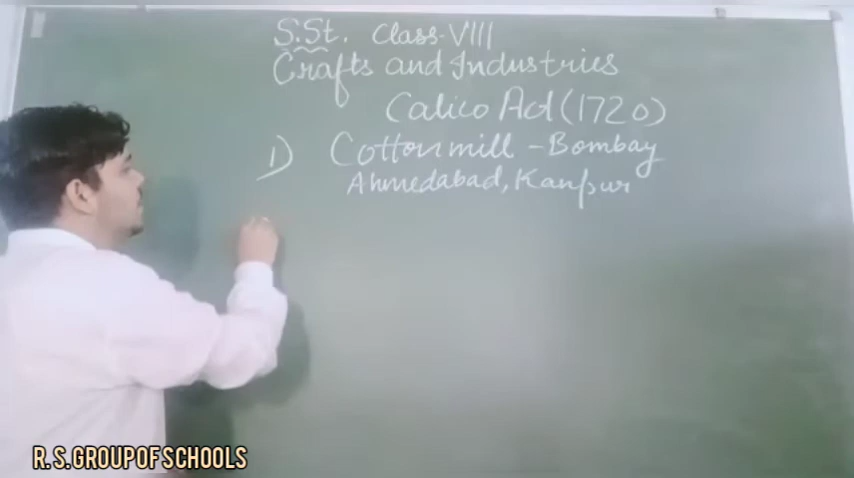 S.St. Class-VIII
Crafts and Industries
Calico Act (1720)
1) Cotton mill - Bombay
Ahmedabad, Kanpur
R.S.GROUP OF SCHOOLS